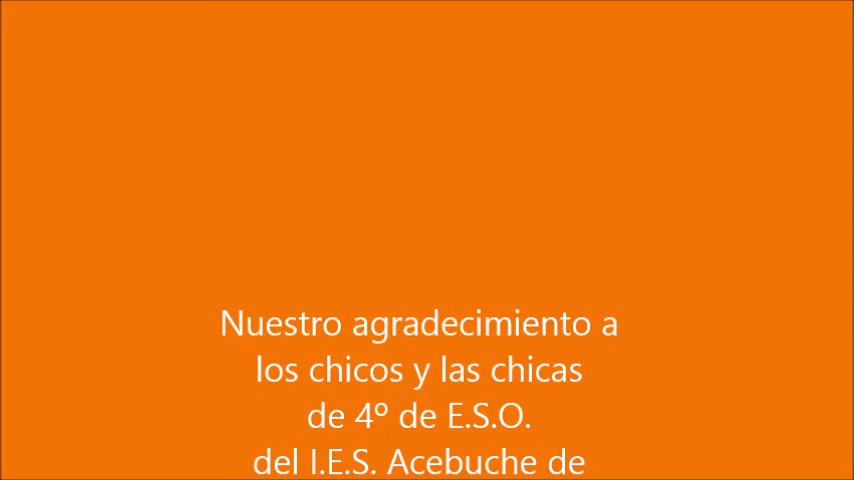 Nuestro agradecimiento a
los chicos y las chicas
de 4º de E.S.O.
del I.E.S. Acebuche de